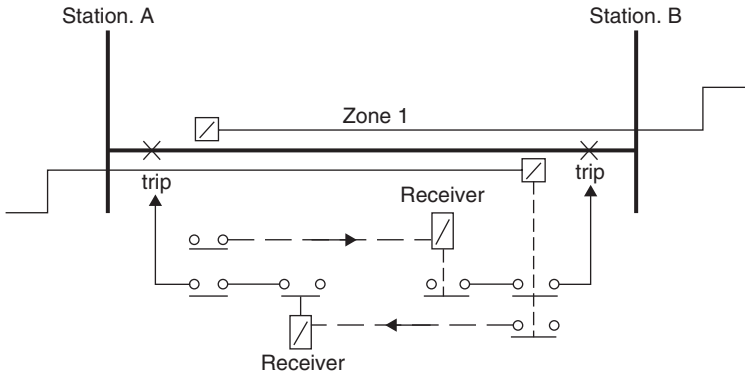 Station. A
Station. B
Zone 1
trip
trip
Receiver
Receiver